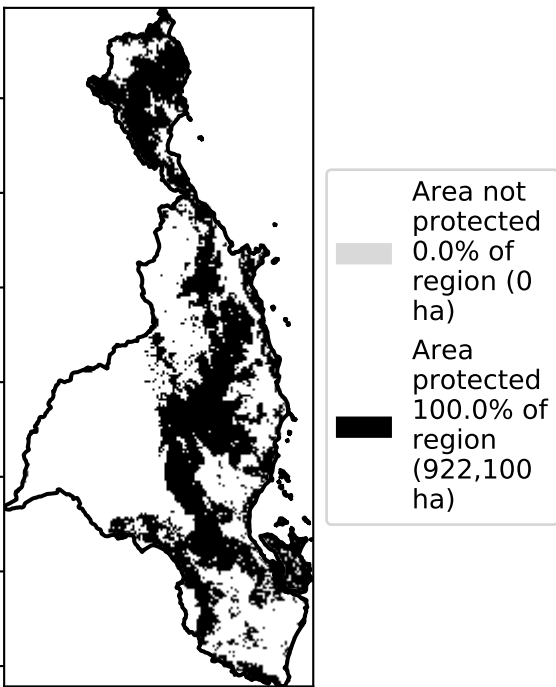 Area not
protected
0.0% of
region (0
ha)
Area
protected
100.0% of
region
(922,100
ha)